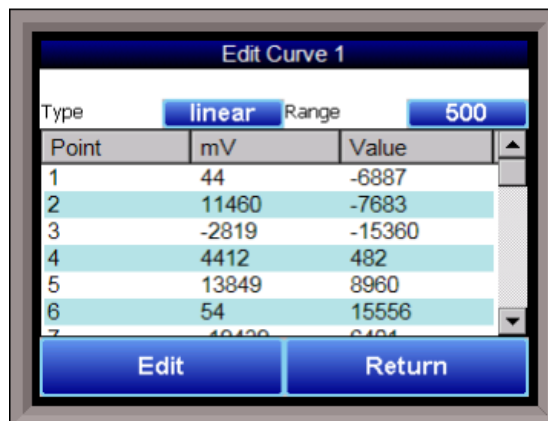 Edit Curve 1
Type linear Range 500
Point mV Value
1 44 -6887
2 11460 -7683
3 -2819 -15360
4 4412 482
5 13849 8960
6 54 15556
Edit Return